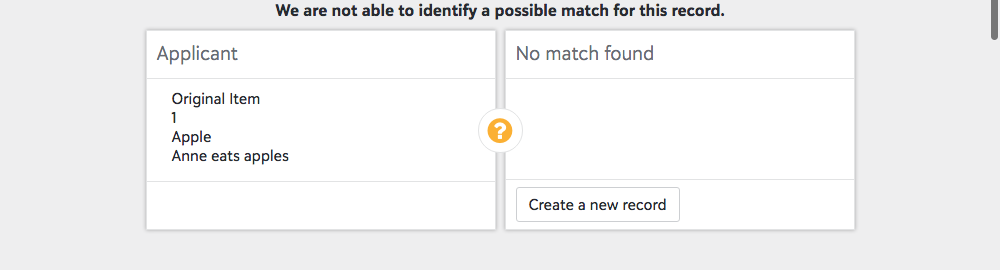 We are not able to identify a possible match for this record.
Applicant
Original Item
1
Apple
Anne eats apples
?
No match found
Create a new record